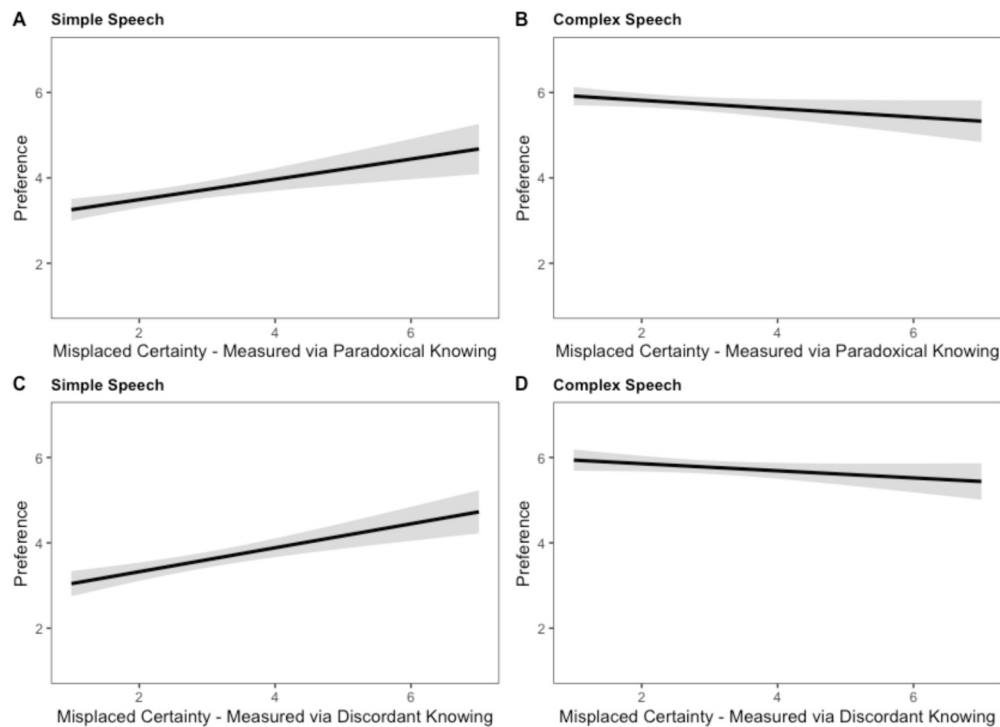 A Simple Speech
B Complex Speech
6
4
2
Preference
2 4 6
Misplaced Certainty - Measured via Paradoxical Knowing
6
4
2
Preference
2 4 6
Misplaced Certainty - Measured via Paradoxical Knowing
C Simple Speech
D Complex Speech
6
4
2
Preference
2 4 6
Misplaced Certainty - Measured via Discordant Knowing
6
4
2
Preference
2 4 6
Misplaced Certainty - Measured via Discordant Knowing